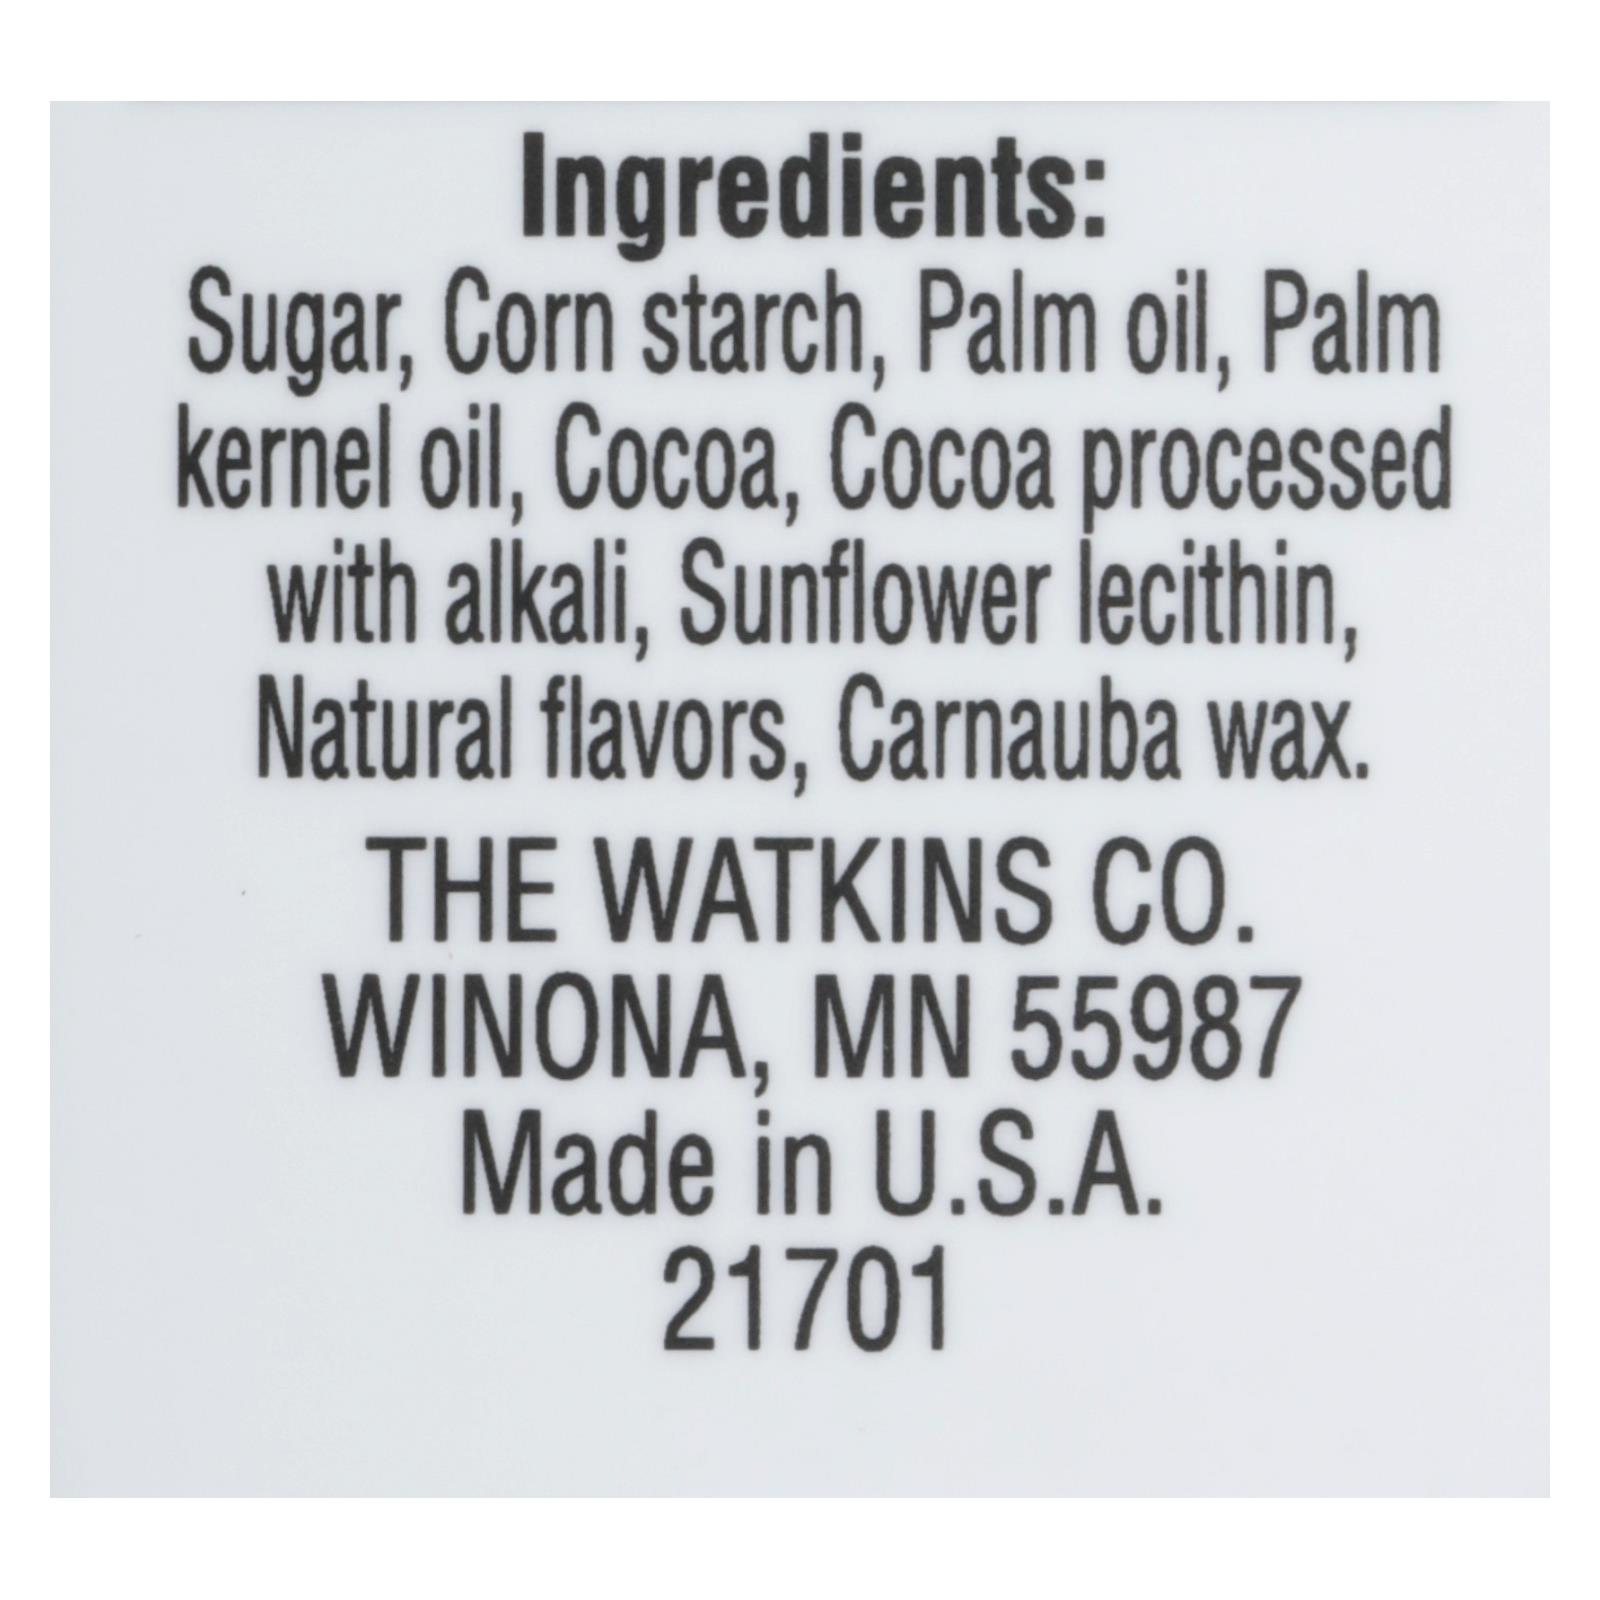 Ingredients:
Sugar, Corn starch, Palm oil, Palm
kernel oil, Cocoa, Cocoa processed
with alkali, Sunflower lecithin,
Natural flavors, Carnauba wax.
THE WATKINS CO.
WINONA, MN 55987
Made in U.S.A.
21701